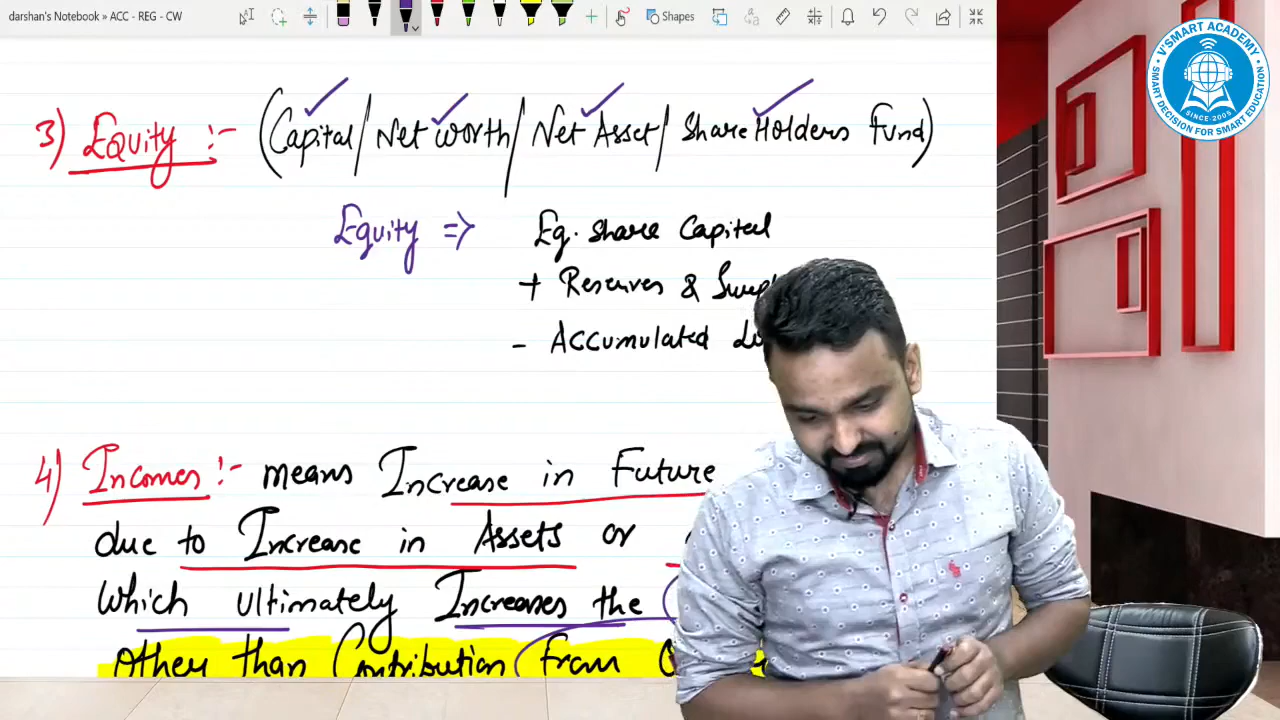 darshan's Notebook » ACC - REG - CW
Shapes
V'SMART ACADEMY
SINCE-2005
SMART DECISION FOR SMART EDUCATION
3) Equity :- (Capital / Net worth / Net Asset / Share Holders Fund)
Equity ⇒ Eq. Share Capital
+ Reserves &
- Accumulated
4) Incomes :- means Increase in Future
due to Increase in Assets or
Which ultimately Increases the
Other than Contribution From